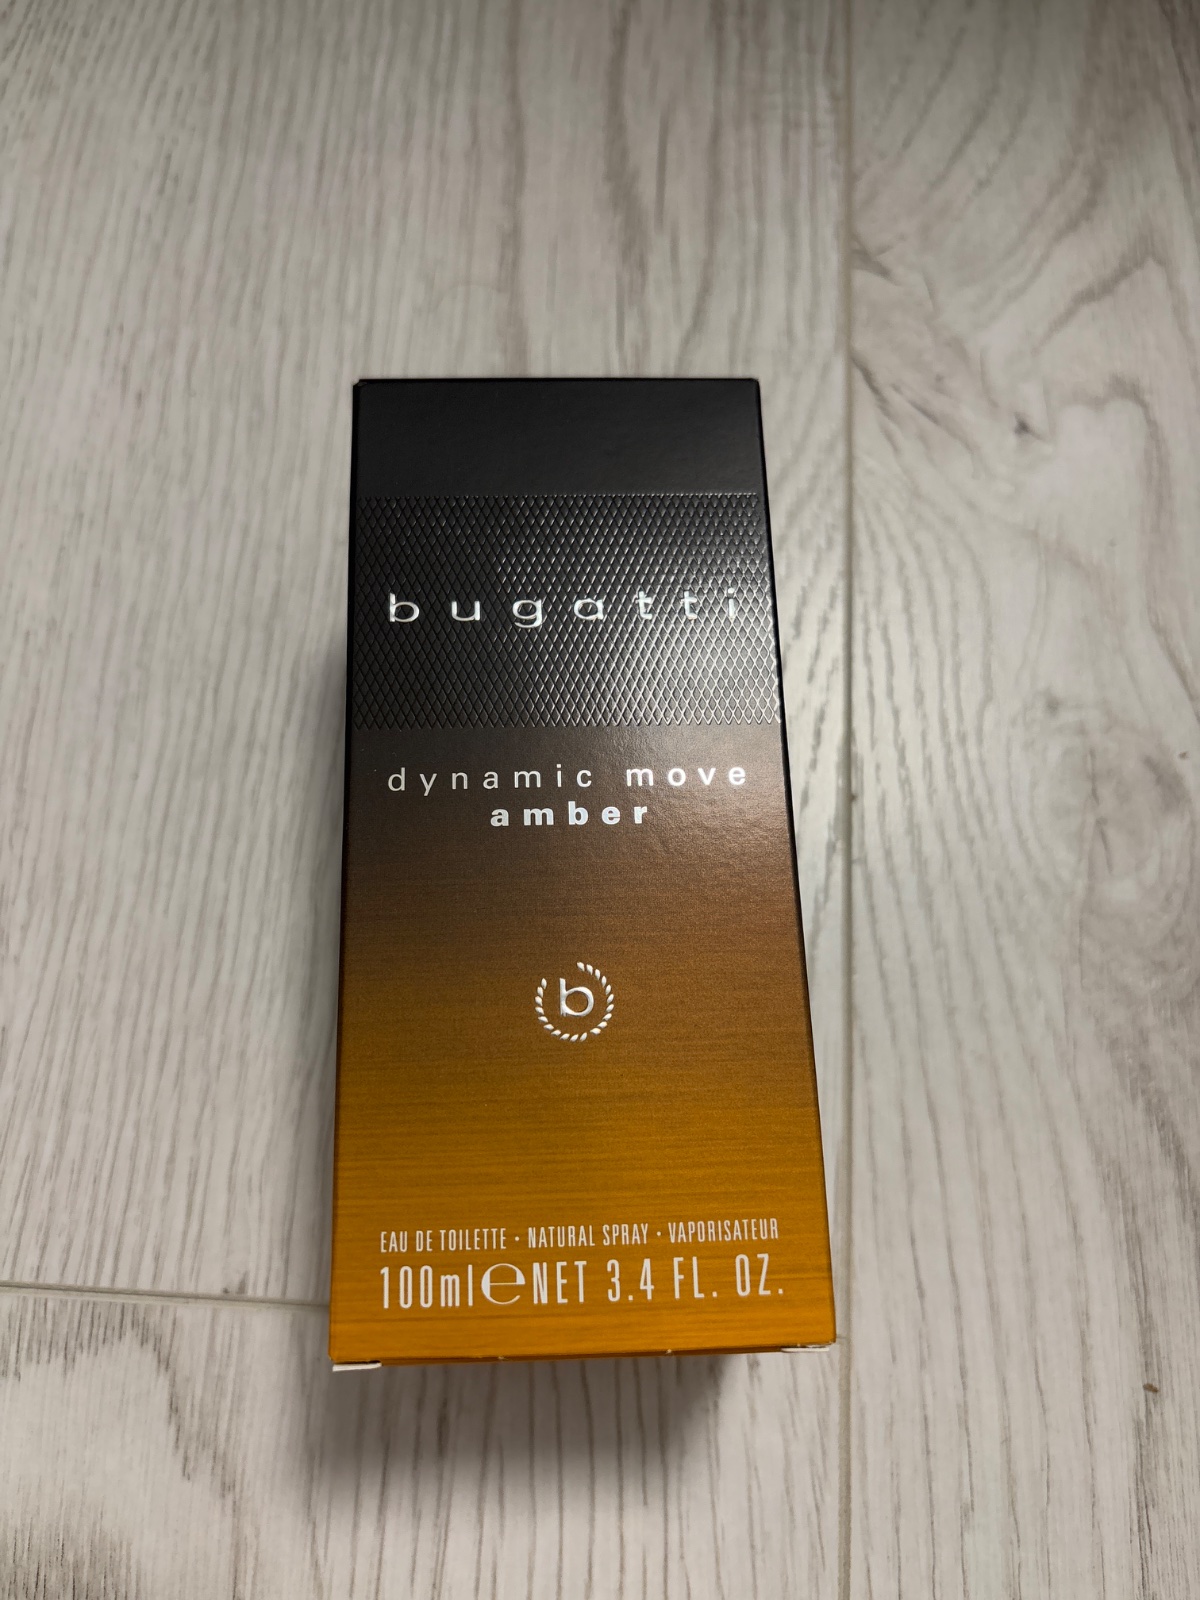 bugatti
dynamic move
amber
b
EAU DE TOILETTE · NATURAL SPRAY · VAPORISATEUR
100ml ℮ NET 3.4 FL. OZ.